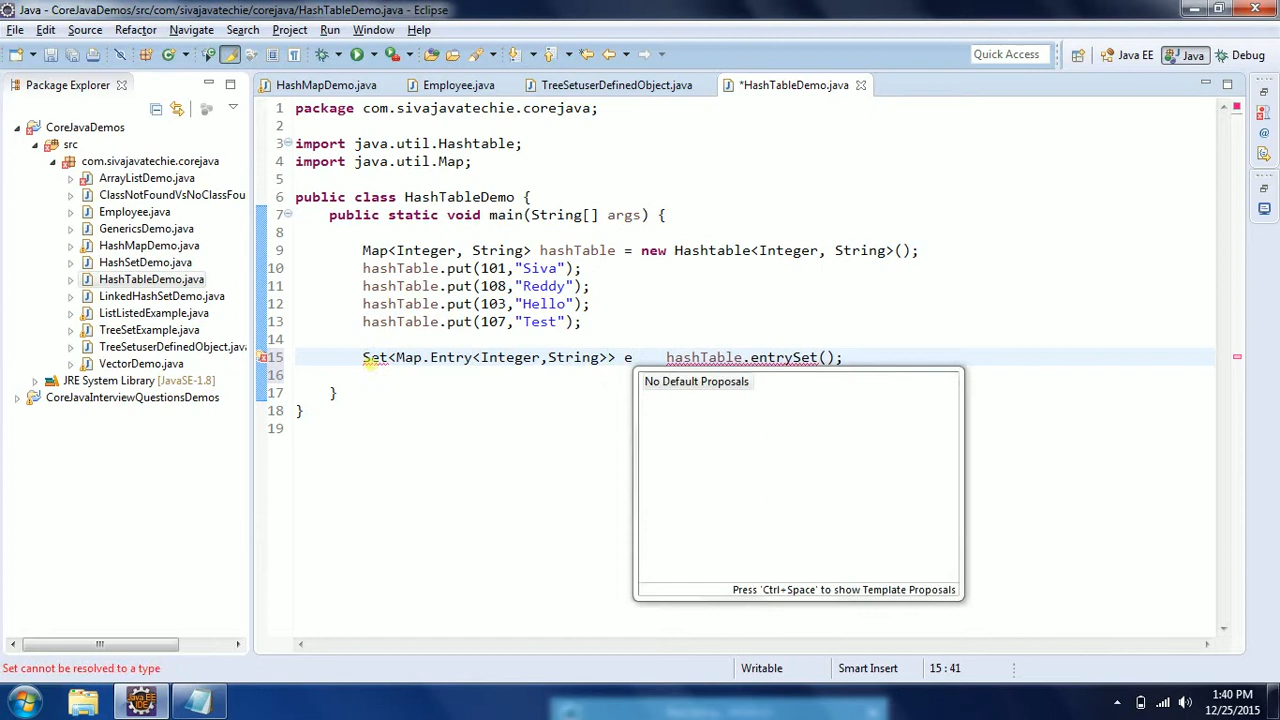 Java - CoreJavaDemos/src/com/sivajavatechie/corejava/HashTableDemo.java - Eclipse
File Edit Source Refactor Navigate Search Project Run Window Help
Quick Access Java EE Java Debug
Package Explorer
HashMapDemo.java Employee.java TreeSetuserDefinedObject.java *HashTableDemo.java
CoreJavaDemos
src
com.sivajavatechie.corejava
ArrayListDemo.java
ClassNotFoundVsNoClassFou
Employee.java
GenericsDemo.java
HashMapDemo.java
HashSetDemo.java
HashTableDemo.java
LinkedHashSetDemo.java
ListListedExample.java
TreeSetExample.java
TreeSetuserDefinedObject.java
VectorDemo.java
JRE System Library [JavaSE-1.8]
CoreJavaInterviewQuestionsDemos
1 package com.sivajavatechie.corejava;
2
3 import java.util.Hashtable;
4 import java.util.Map;
5
6 public class HashTableDemo {
7 public static void main(String[] args) {
8
9 Map<Integer, String> hashTable = new Hashtable<Integer, String>();
10 hashTable.put(101,"Siva");
11 hashTable.put(108,"Reddy");
12 hashTable.put(103,"Hello");
13 hashTable.put(107,"Test");
14
15 Set<Map.Entry<Integer,String>> e hashTable.entrySet();
16
17 }
18 }
19
No Default Proposals
Press 'Ctrl+Space' to show Template Proposals
Set cannot be resolved to a type Writable Smart Insert 15 : 41
Java EE IDE
1:40 PM
12/25/2015